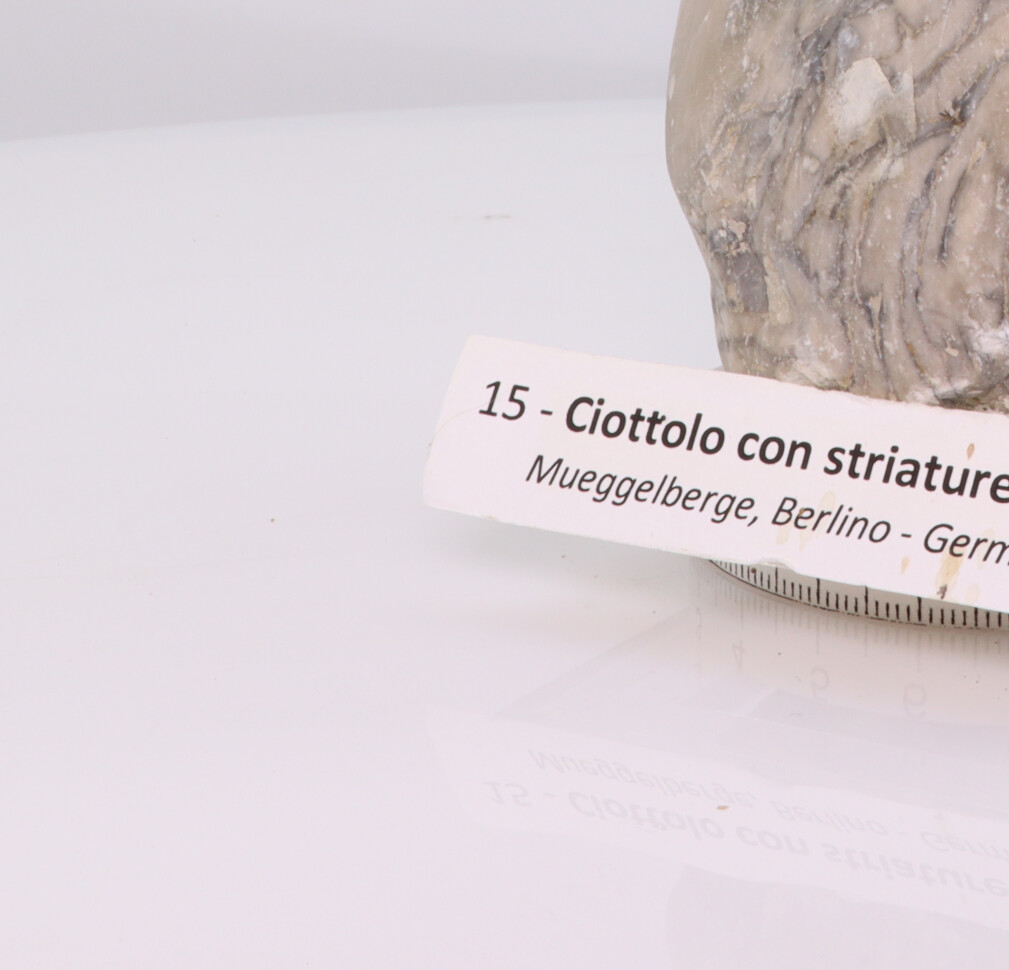 15 - Ciottolo con striature
Mueggelberge, Berlino - Germ